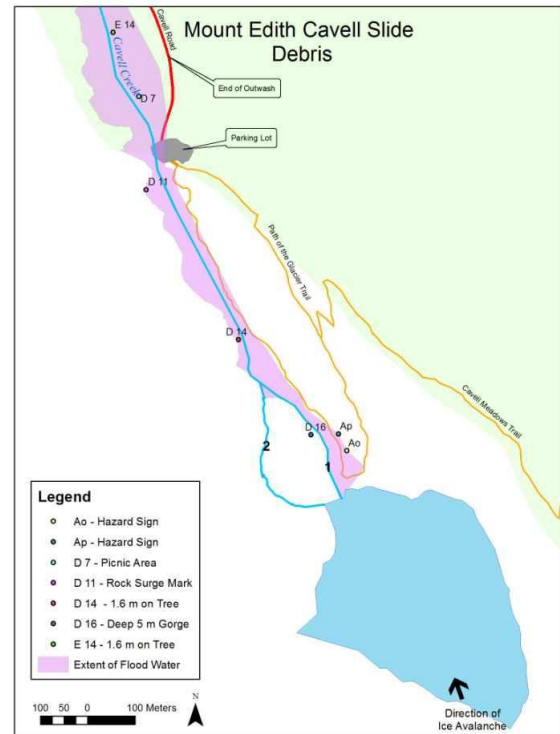 Mount Edith Cavell Slide
Debris
E 14
Cavell Road
Cavell Creek
D 7
End of Outwash
Parking Lot
D 11
Path of the Glacier Trail
D 14
Cavell Meadows Trail
Ap
D 16
Ao
2
1
Legend
Ao - Hazard Sign
Ap - Hazard Sign
D 7 - Picnic Area
D 11 - Rock Surge Mark
D 14 - 1.6 m on Tree
D 16 - Deep 5 m Gorge
E 14 - 1.6 m on Tree
Extent of Flood Water
N
100 50 0 100 Meters
Direction of
Ice Avalanche